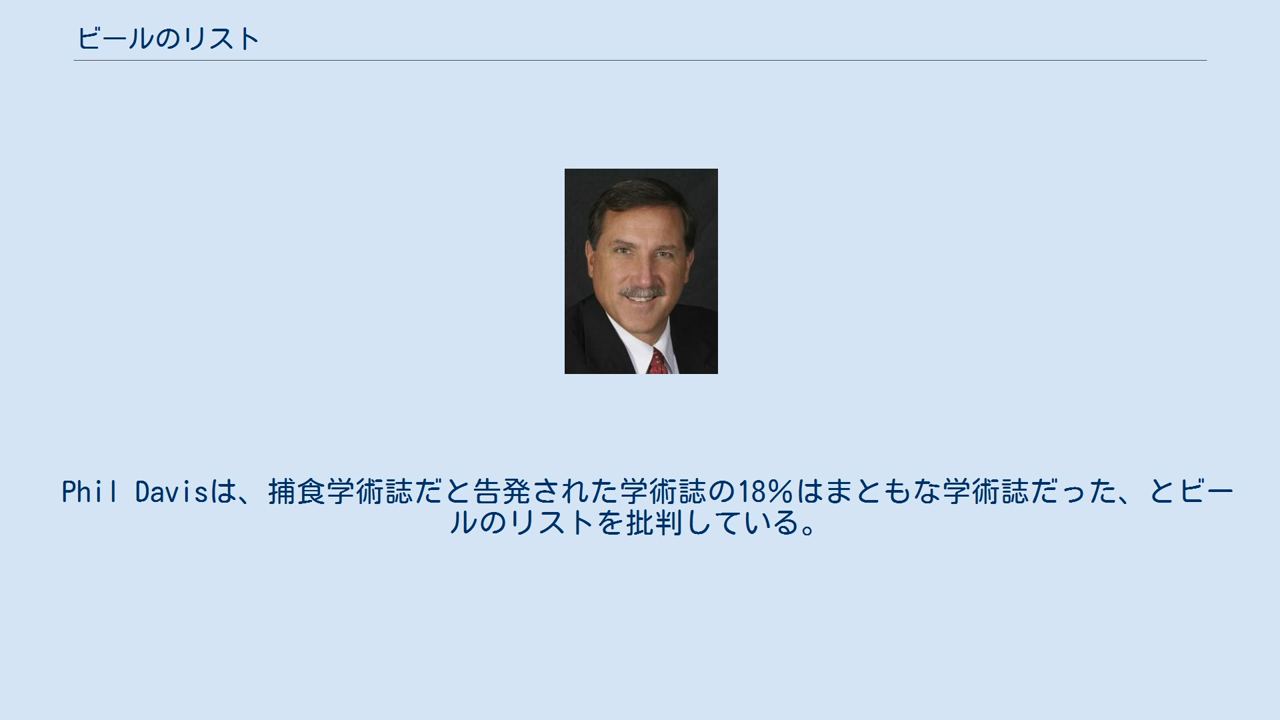 ビールのリスト
Phil Davisは、捕食学術誌だと告発された学術誌の18%はまともな学術誌だった、とビー
ルのリストを批判している。